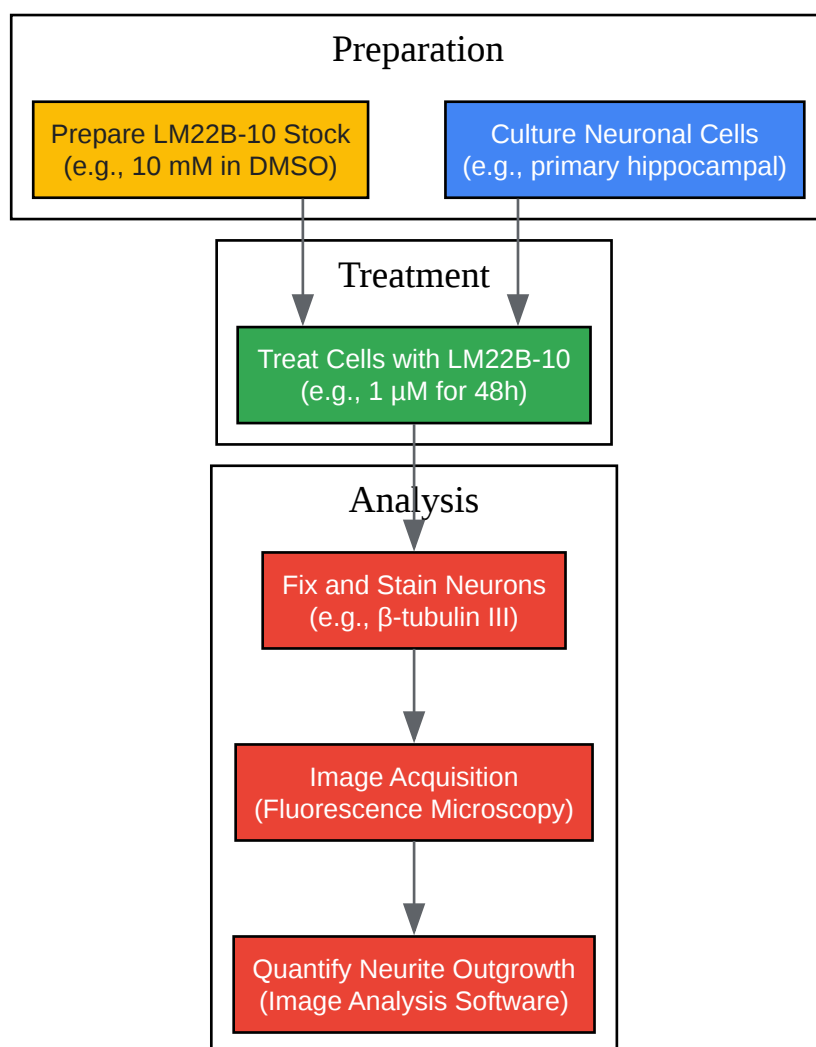 Preparation
Prepare LM22B-10 Stock
(e.g., 10 mM in DMSO)
Culture Neuronal Cells
(e.g., primary hippocampal)
Treatment
Treat Cells with LM22B-10
(e.g., 1 µM for 48h)
Analysis
Fix and Stain Neurons
(e.g., β-tubulin III)
Image Acquisition
(Fluorescence Microscopy)
Quantify Neurite Outgrowth
(Image Analysis Software)